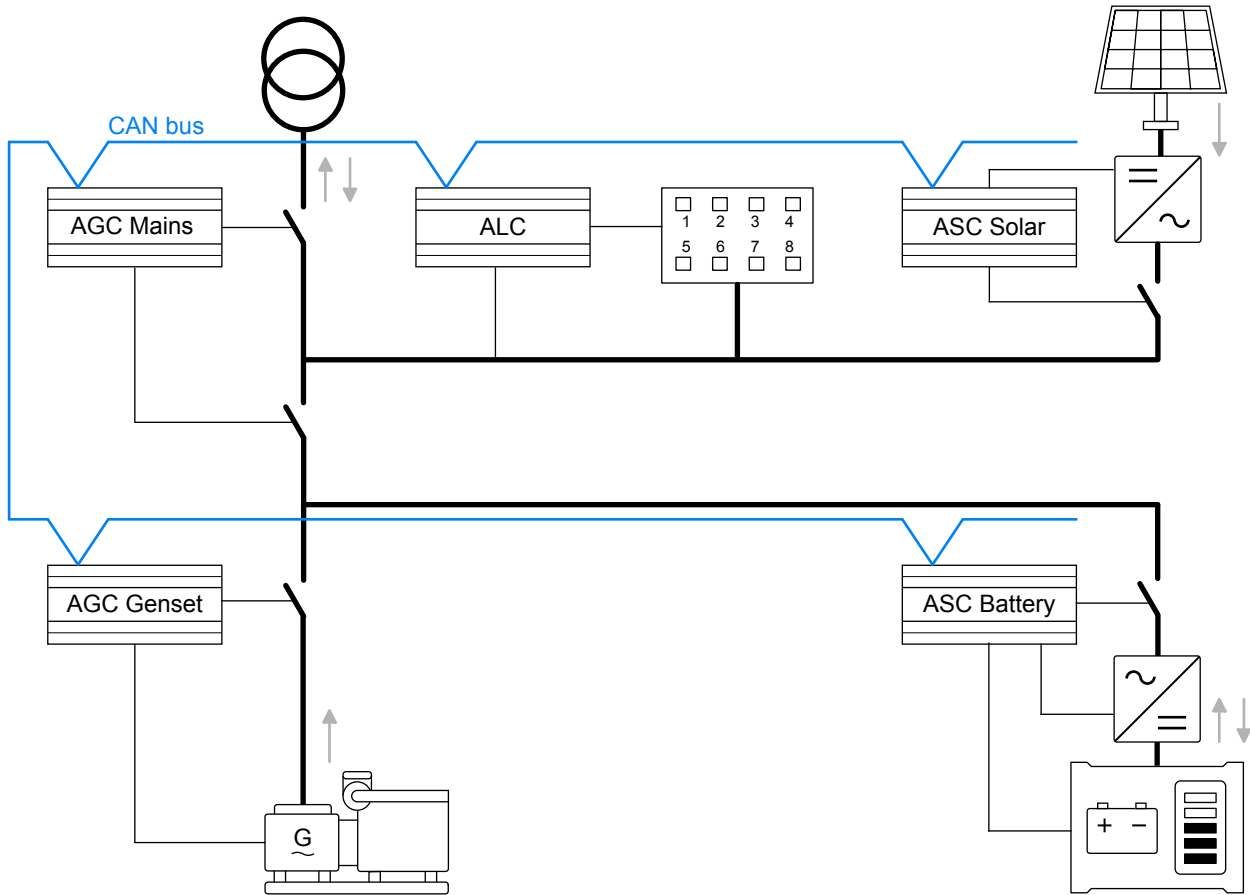 CAN bus
AGC Mains
ALC
1 2 3 4
5 6 7 8
ASC Solar
AGC Genset
ASC Battery
G
+ −